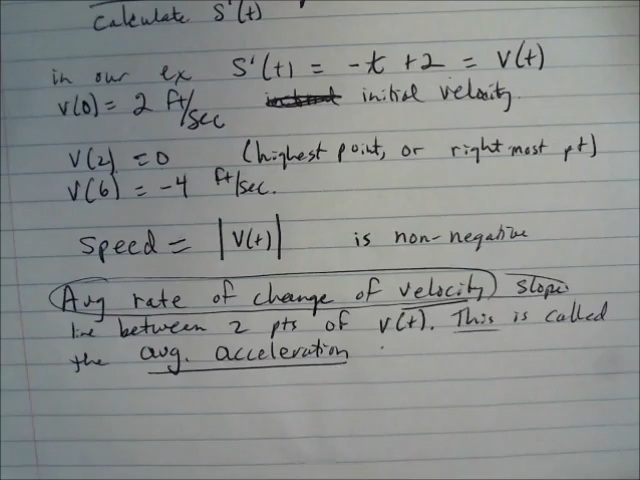 Calculate S'(t)
in our ex S'(t) = -t + 2 = V(t)
V(0) = 2 ft/sec initial velocity.
V(2) = 0 (highest point, or right most pt)
V(6) = -4 ft/sec.
Speed = |V(t)| is non-negative
Avg rate of change of velocity) slope
line between 2 pts of V(t). This is called
the avg. acceleration